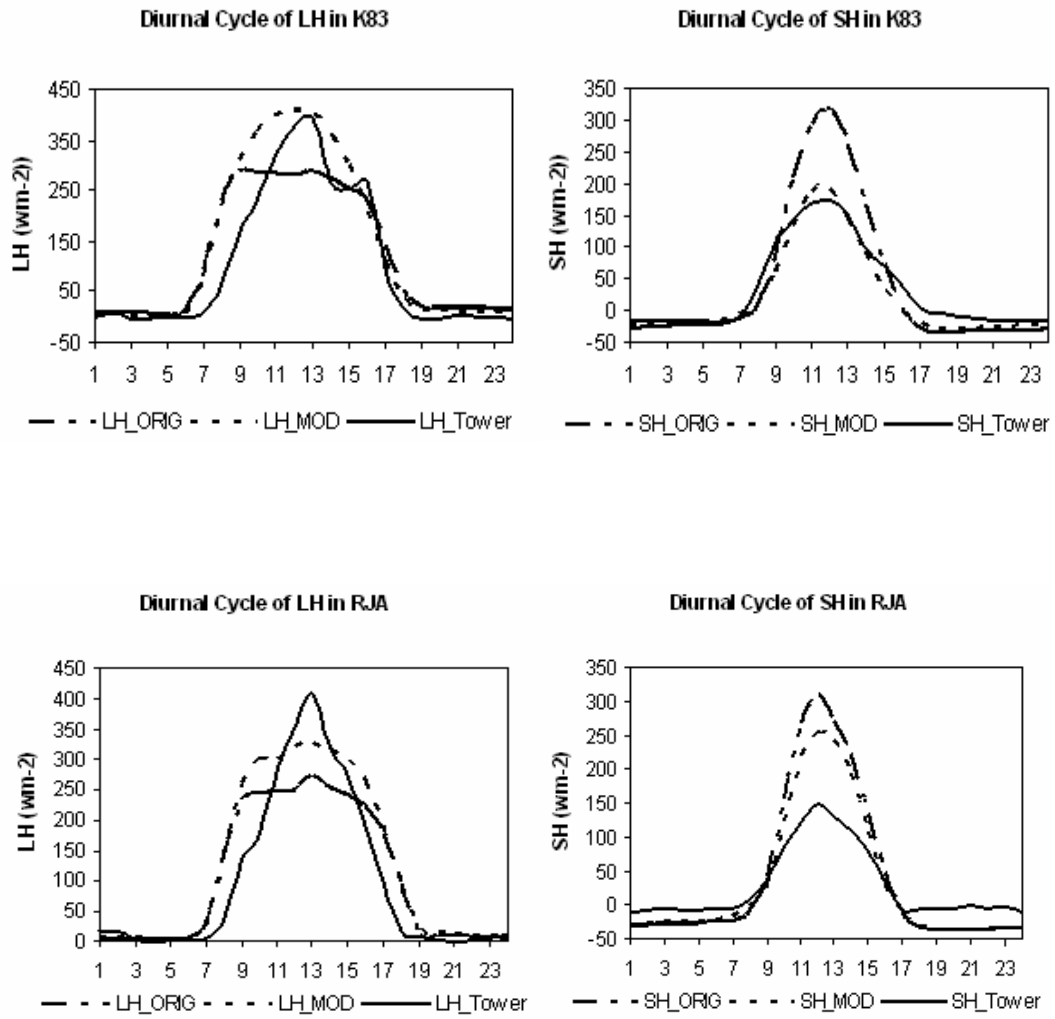 Diurnal Cycle of LH in K83
LH (wm-2))
450
350
250
150
50
-50
1 3 5 7 9 11 13 15 17 19 21 23
LH_ORIG LH_MOD LH_Tower
Diurnal Cycle of SH in K83
SH (wm-2))
350
300
250
200
150
100
50
0
-50
1 3 5 7 9 11 13 15 17 19 21 23
SH_ORIG SH_MOD SH_Tower
Diurnal Cycle of LH in RJA
LH (wm-2)
450
400
350
300
250
200
150
100
50
0
1 3 5 7 9 11 13 15 17 19 21 23
LH_ORIG LH_MOD LH_Tower
Diurnal Cycle of SH in RJA
SH (wm-2)
350
300
250
200
150
100
50
0
-50
1 3 5 7 9 11 13 15 17 19 21 23
SH_ORIG SH_MOD SH_Tower